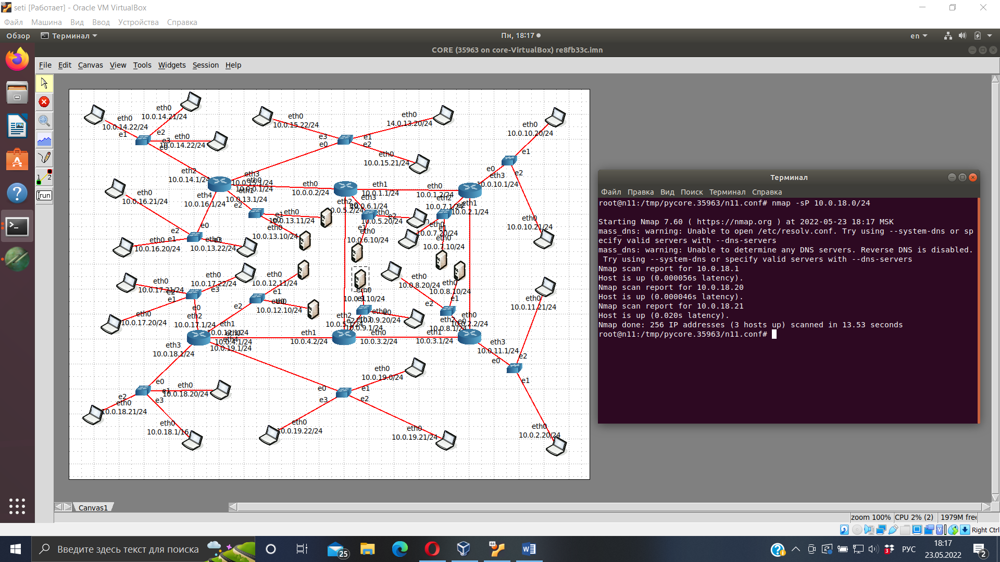 seti [Работает] - Oracle VM VirtualBox
Файл Машина Вид Ввод Устройства Справка
Обзор Терминал Пн, 18:17 en
CORE (35963 on core-VirtualBox) re8fb33c.imn
File Edit Canvas View Tools Widgets Session Help
eth0
10.0.14.22/24
e1
eth0
10.0.14.21/24
e2
e3
eth0
10.0.14.22/24
e0
eth2
10.0.14.1/24
eth0
10.0.15.22/24
e3
e0
eth0
14.0.13.20/24
e1
e2
eth0
10.0.15.21/24
eth0
10.0.10.20/24
e1
e0
e2
eth3
10.0.10.1/24
eth0
10.0.10.21/24
eth3
eth0
10.0.0.1/24
eth1
10.0.13.1/24
eth4
10.0.16.1/24
eth0
10.0.0.2/24
eth1
10.0.1.1/24
eth0
10.0.1.2/24
eth2
10.0.7.1/24
eth1
10.0.2.1/24
eth2
10.0.5.2/24
eth3
10.0.6.1/24
eth0
10.0.16.21/24
e2
e0
e1
eth0
10.0.16.20/24
eth0
e3
10.0.13.22/24
e2
e1
eth0
10.0.13.11/24
e0
eth0
10.0.13.10/24
eth0
e2
10.0.5.20/24
e1
eth0
10.0.6.10/24
eth0
10.0.7.20/24
e1
eth0
10.0.7.10/24
eth0
10.0.17.21/24
e2
e1
eth0
10.0.17.22/24
e3
eth0
10.0.17.20/24
e0
eth2
10.0.17.1/24
eth0
10.0.12.11/24
e1
e2
e0
eth0
10.0.12.10/24
eth0
10.0.9.10/24
e1
eth0
10.0.9.20/24
e2
eth3
10.0.9.1/24
eth0
10.0.8.20/24
eth0
10.0.8.10/24
e1
e2
e0
eth2
10.0.8.1/24
eth0
10.0.2.2/24
eth0
10.0.11.21/24
eth1
10.0.12.1/24
eth0
10.0.4.1/24
eth4
10.0.19.1/24
eth3
10.0.18.1/24
eth1
10.0.4.2/24
eth2
10.0.5.1/24
eth0
10.0.3.2/24
eth1
10.0.3.1/24
eth3
10.0.11.1/24
e0
e2
e1
eth0
10.0.2.20/24
e0
eth0
e1
10.0.18.20/24
e2
eth0
10.0.18.21/24
e3
eth0
10.0.18.1/16
eth0
10.0.19.0/24
e0
e1
e3
e2
eth0
10.0.19.22/24
eth0
10.0.19.21/24
1 2
run
Терминал
Файл Правка Вид Поиск Терминал Справка
root@n11:/tmp/pycore.35963/n11.conf# nmap -sP 10.0.18.0/24
Starting Nmap 7.60 ( https://nmap.org ) at 2022-05-23 18:17 MSK
mass_dns: warning: Unable to open /etc/resolv.conf. Try using --system-dns or sp
ecify valid servers with --dns-servers
mass_dns: warning: Unable to determine any DNS servers. Reverse DNS is disabled.
 Try using --system-dns or specify valid servers with --dns-servers
Nmap scan report for 10.0.18.1
Host is up (0.000056s latency).
Nmap scan report for 10.0.18.20
Host is up (0.000046s latency).
Nmap scan report for 10.0.18.21
Host is up (0.020s latency).
Nmap done: 256 IP addresses (3 hosts up) scanned in 13.53 seconds
root@n11:/tmp/pycore.35963/n11.conf#
Canvas1
zoom 100% CPU 2% (2) 1979M free
Right Ctrl
Введите здесь текст для поиска
25
64
3
РУС
18:17
23.05.2022
2